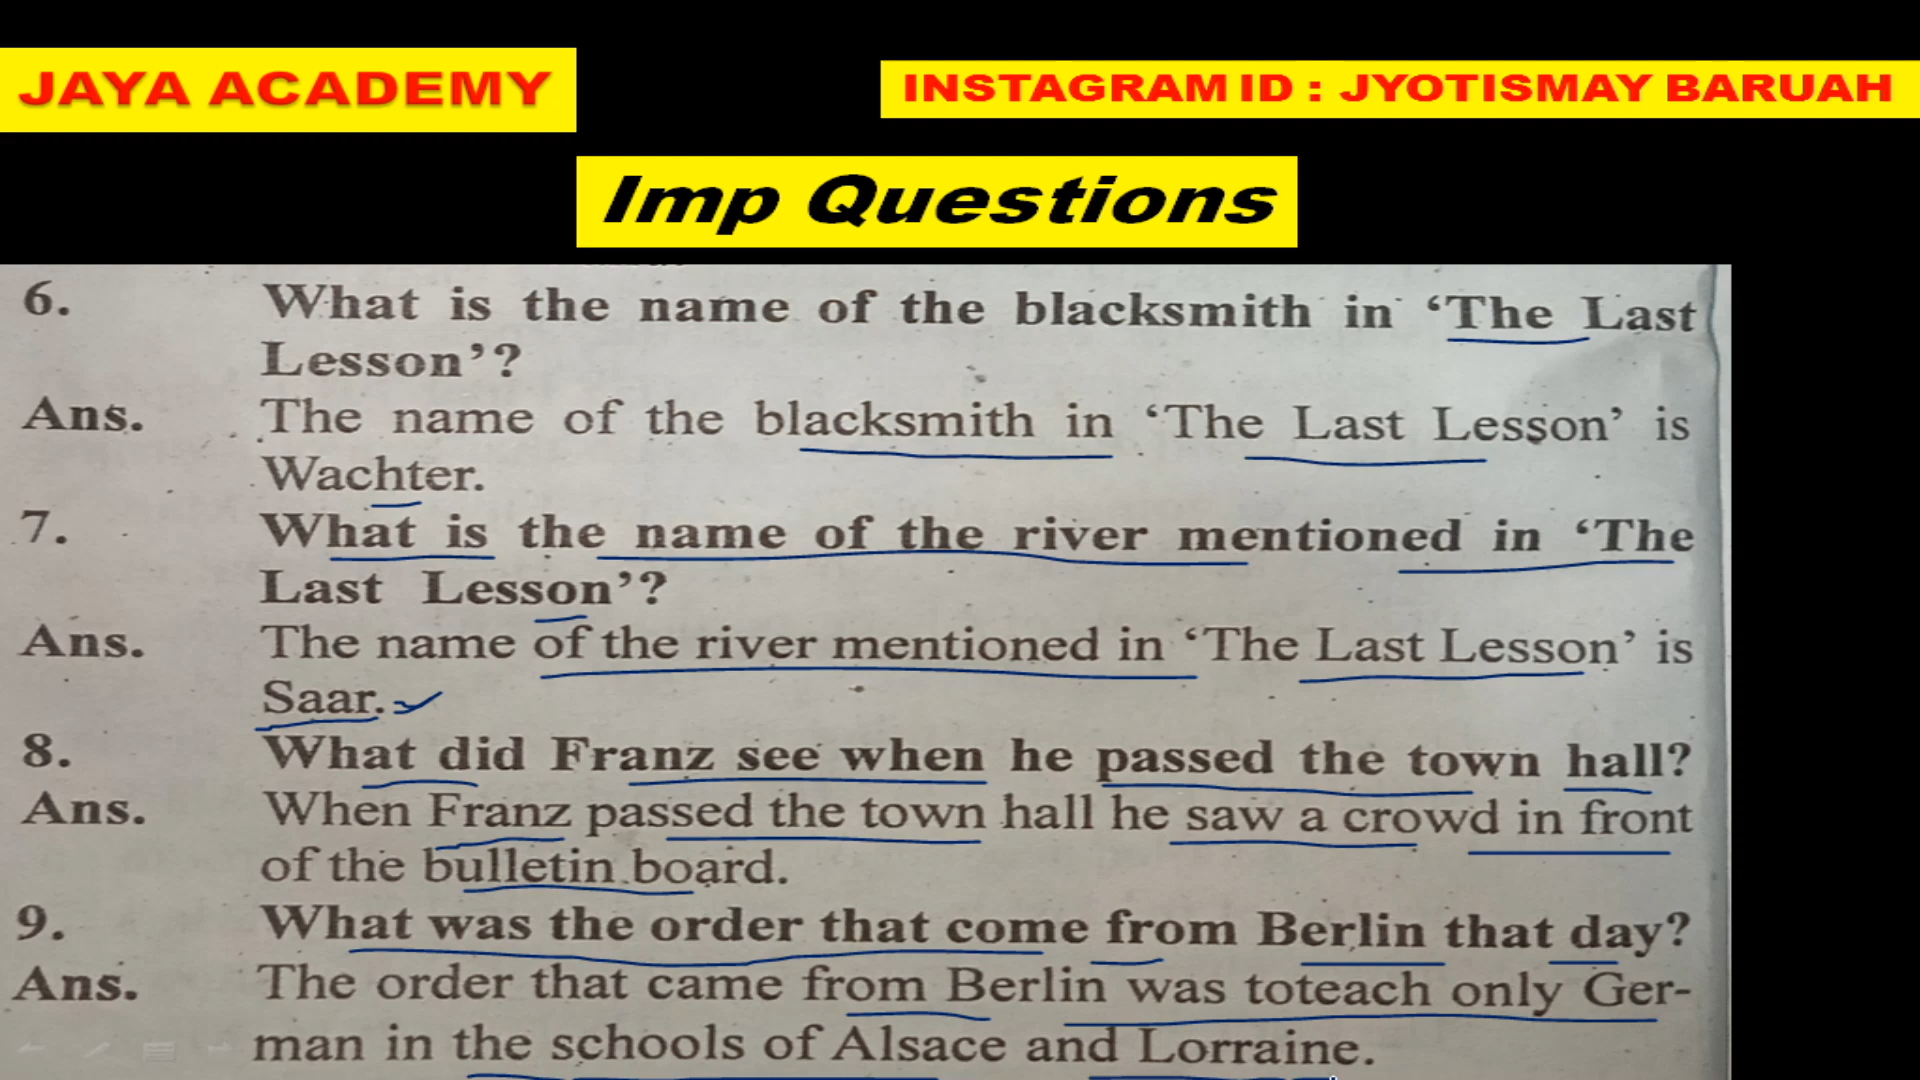 JAYA ACADEMY
INSTAGRAM ID : JYOTISMAY BARUAH
Imp Questions
6. What is the name of the blacksmith in ‘The Last
Lesson’?
Ans. The name of the blacksmith in ‘The Last Lesson’ is
Wachter.
7. What is the name of the river mentioned in ‘The
Last Lesson’?
Ans. The name of the river mentioned in ‘The Last Lesson’ is
Saar.
8. What did Franz see when he passed the town hall?
Ans. When Franz passed the town hall he saw a crowd in front
of the bulletin board.
9. What was the order that come from Berlin that day?
Ans. The order that came from Berlin was toteach only Ger-
man in the schools of Alsace and Lorraine.